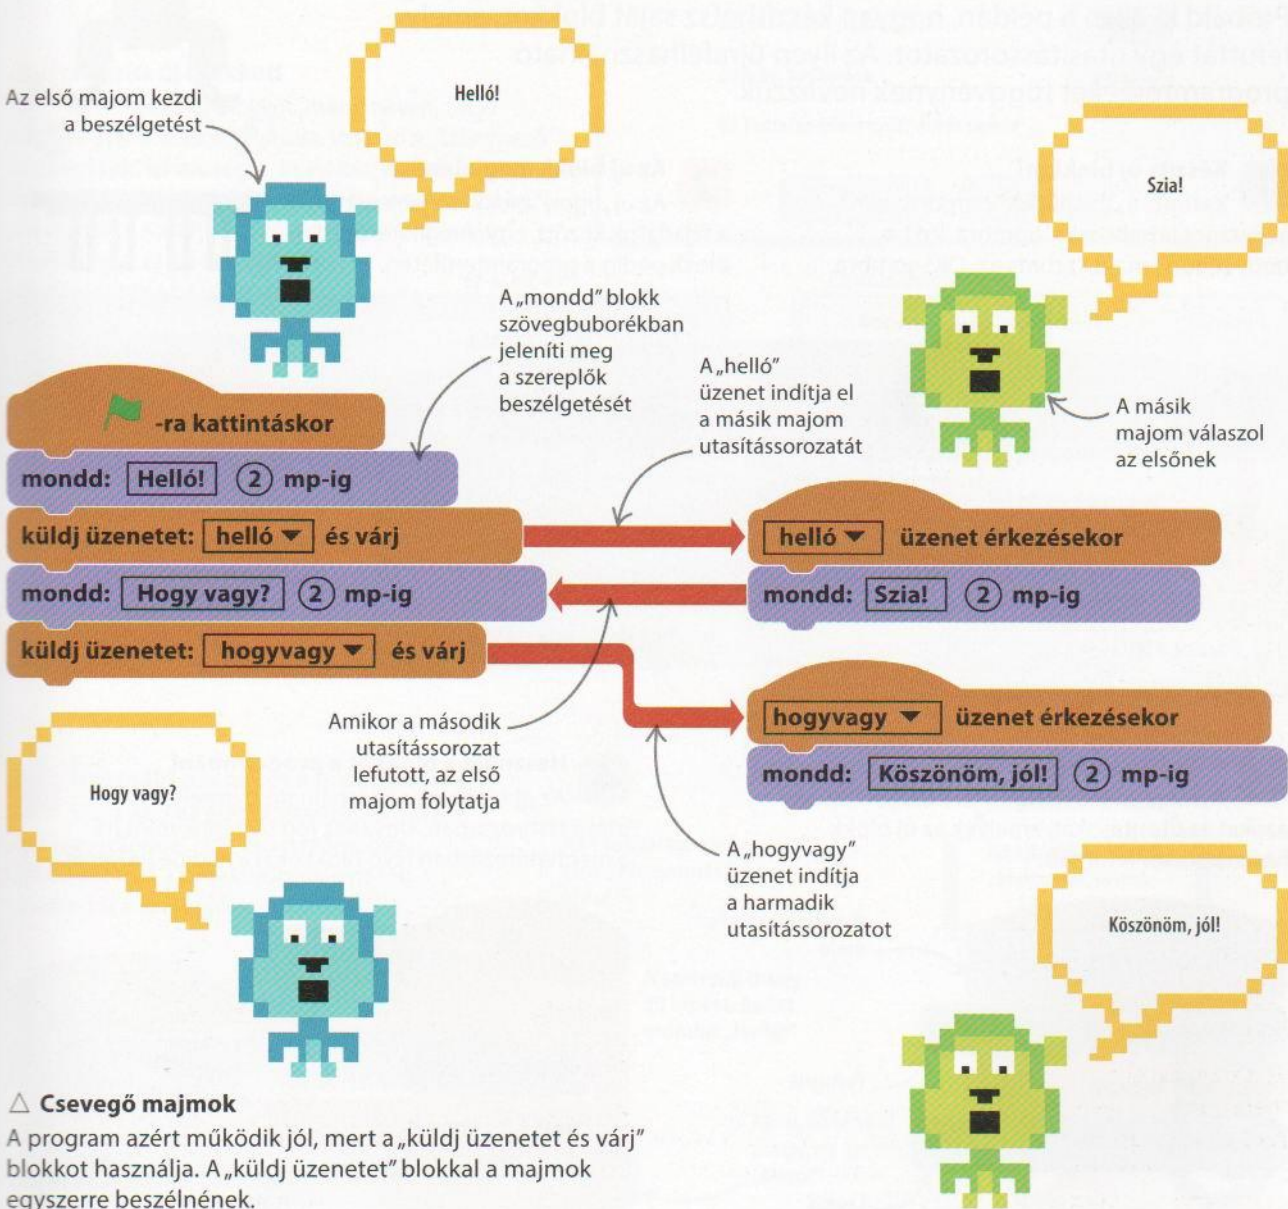 Az első majom kezdi
a beszélgetést
Helló!
Szia!
A „mondd” blokk
szövegbuborékban
jeleníti meg
a szereplők
beszélgetését
A „helló”
üzenet indítja el
a másik majom
utasítássorozatát
A másik
majom válaszol
az elsőnek
-ra kattintáskor
mondd: Helló! 2 mp-ig
küldj üzenetet: helló ▼ és várj
mondd: Hogy vagy? 2 mp-ig
küldj üzenetet: hogyvagy ▼ és várj
helló ▼ üzenet érkezésekor
mondd: Szia! 2 mp-ig
hogyvagy ▼ üzenet érkezésekor
mondd: Köszönöm, jól! 2 mp-ig
Amikor a második
utasítássorozat
lefutott, az első
majom folytatja
Hogy vagy?
A „hogyvagy”
üzenet indítja
a harmadik
utasítássorozatot
Köszönöm, jól!
△ Csevegő majmok
A program azért működik jól, mert a „küldj üzenetet és várj”
blokkot használja. A „küldj üzenetet” blokkal a majmok
egyszerre beszélnének.